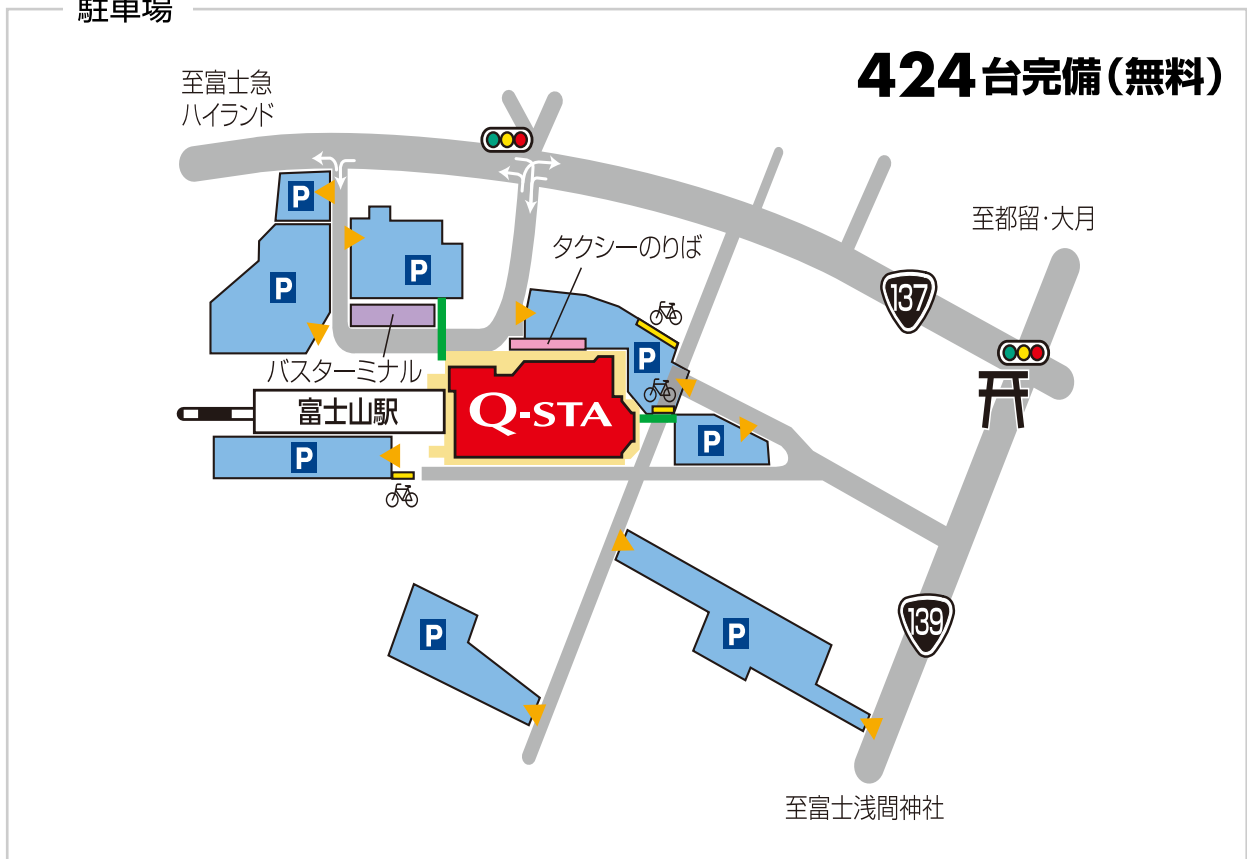 駐車場
424台完備(無料)
至富士急
ハイランド
至都留・大月
P
タクシーのりば
P
P
137
P
バスターミナル
富士山駅
Q-STA
P
P
P
P
139
P
至富士浅間神社